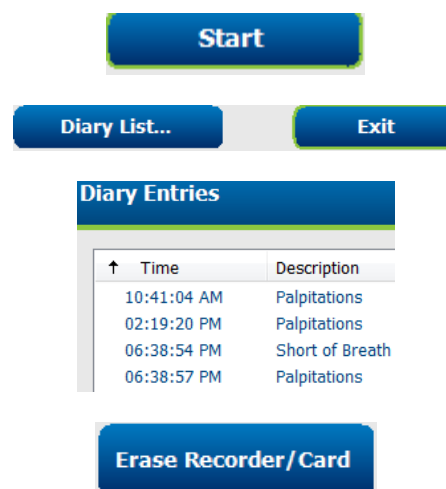 Start
Diary List... Exit
Diary Entries
↑ Time Description
10:41:04 AM Palpitations
02:19:20 PM Palpitations
06:38:54 PM Short of Breath
06:38:57 PM Palpitations
Erase Recorder/Card